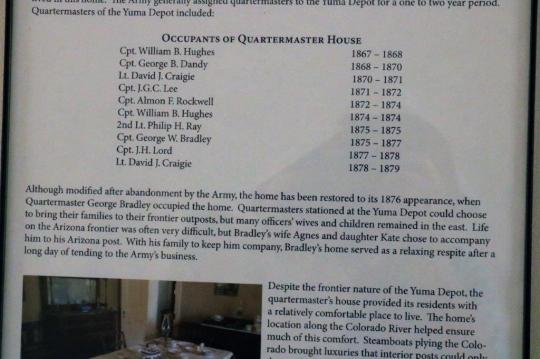 lived in this home. The Army generally assigned quartermasters to the Yuma Depot for a one to two year period.
Quartermasters of the Yuma Depot included:
OCCUPANTS OF QUARTERMASTER HOUSE
Cpt. William B. Hughes 1867 – 1868
Cpt. George B. Dandy 1868 – 1870
Lt. David J. Craigie 1870 – 1871
Cpt. J.G.C. Lee 1871 – 1872
Cpt. Almon F. Rockwell 1872 – 1874
Cpt. William B. Hughes 1874 – 1874
2nd Lt. Philip H. Ray 1875 – 1875
Cpt. George W. Bradley 1875 – 1877
Cpt. J.H. Lord 1877 – 1878
Lt. David J. Craigie 1878 – 1879
Although modified after abandonment by the Army, the home has been restored to its 1876 appearance, when
Quartermaster George Bradley occupied the home. Quartermasters stationed at the Yuma Depot could choose
to bring their families to their frontier outposts, but many officers' wives and children remained in the east. Life
on the Arizona frontier was often very difficult, but Bradley's wife Agnes and daughter Kate chose to accompany
him to his Arizona post. With his family to keep him company, Bradley's home served as a relaxing respite after a
long day of tending to the Army's business.
Despite the frontier nature of the Yuma Depot, the
quartermaster's house provided its residents with
a relatively comfortable place to live. The home's
location along the Colorado River helped ensure
much of this comfort. Steamboats plying the Colo-
rado brought luxuries that interior posts could only